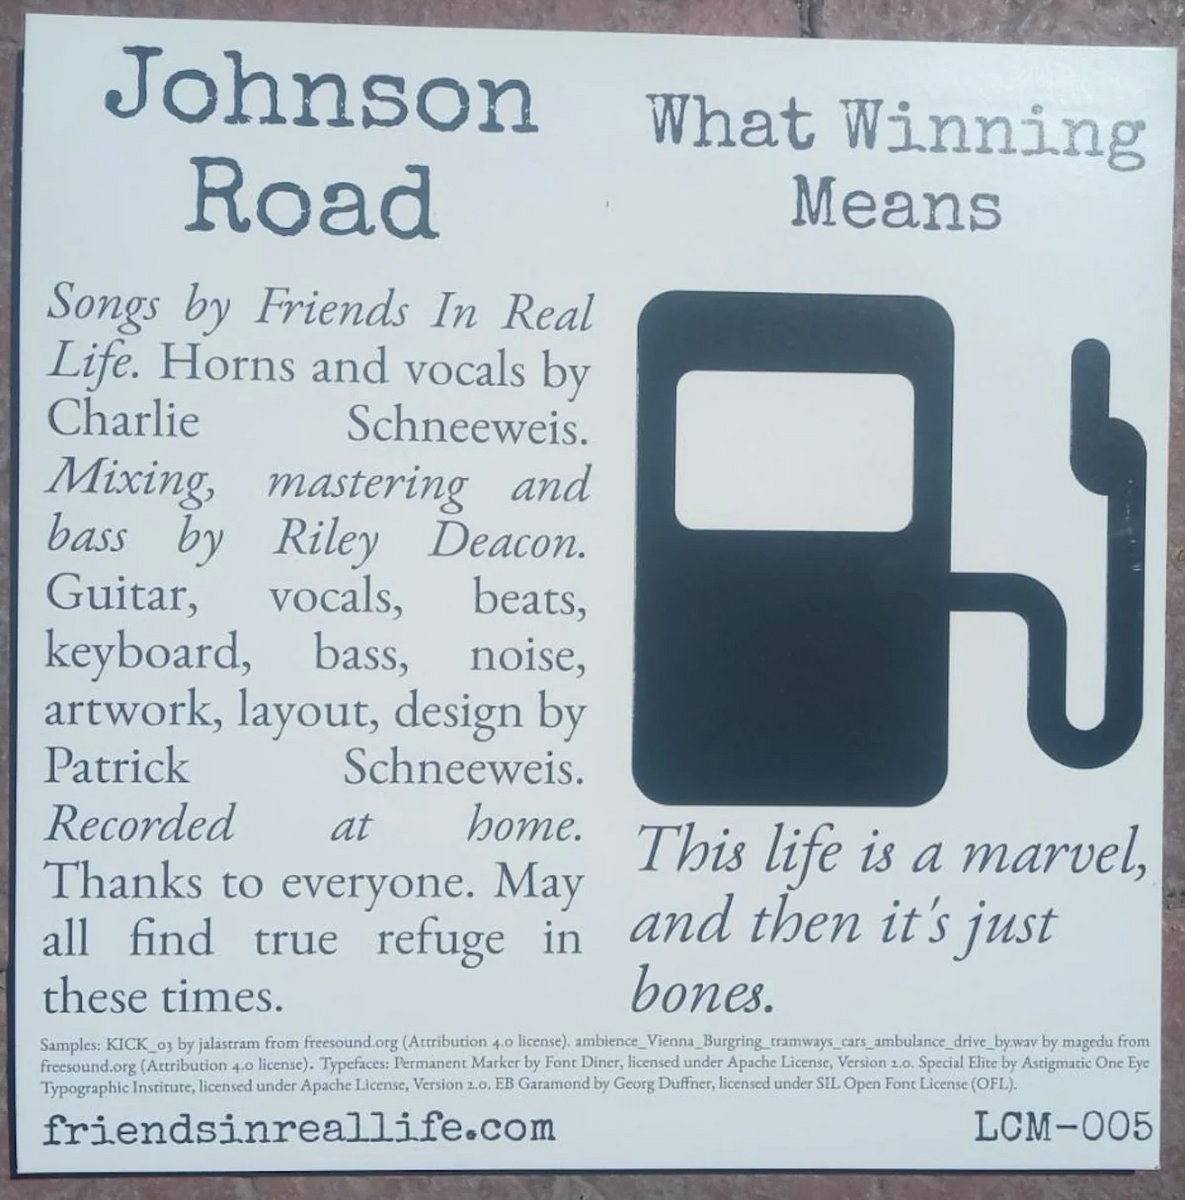 Johnson
Road
What Winning
Means
Songs by Friends In Real
Life. Horns and vocals by
Charlie Schneeweis.
Mixing, mastering and
bass by Riley Deacon.
Guitar, vocals, beats,
keyboard, bass, noise,
artwork, layout, design by
Patrick Schneeweis.
Recorded at home.
Thanks to everyone. May
all find true refuge in
these times.
This life is a marvel,
and then it's just
bones.
Samples: KICK_03 by jalastram from freesound.org (Attribution 4.0 license). ambience_Vienna_Burgring_tramways_cars_ambulance_drive_by.wav by magedu from
freesound.org (Attribution 4.0 license). Typefaces: Permanent Marker by Font Diner, licensed under Apache License, Version 2.0. Special Elite by Astigmatic One Eye
Typographic Institute, licensed under Apache License, Version 2.0. EB Garamond by Georg Duffner, licensed under SIL Open Font License (OFL).
friendsinreallife.com
LCM-005